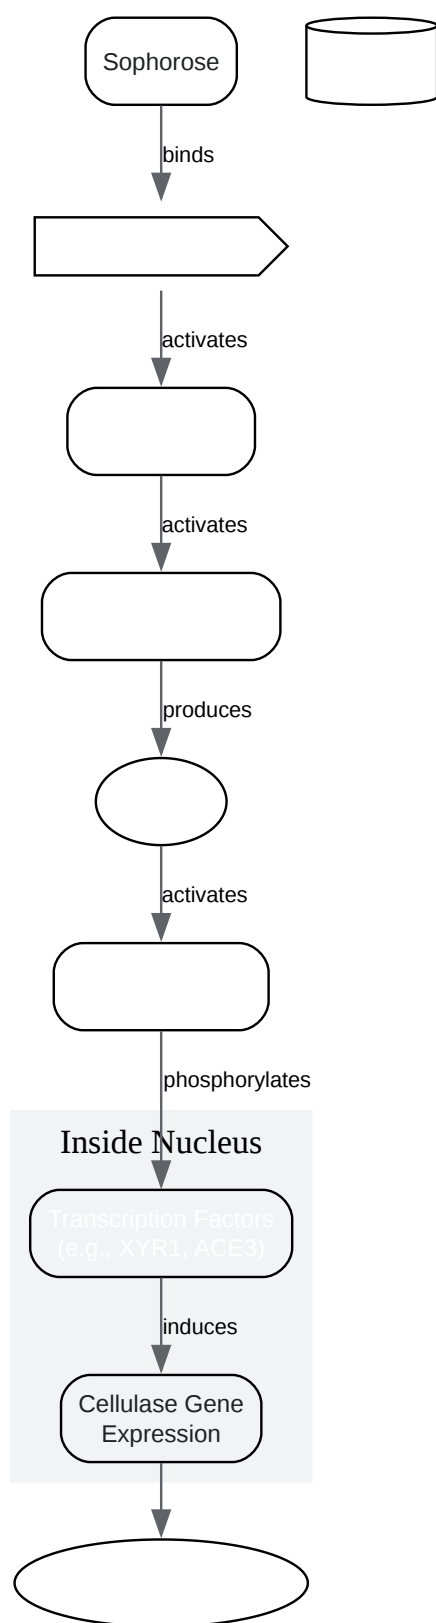 Sophorose
binds
activates
activates
produces
activates
phosphorylates
Inside Nucleus
Transcription Factors
(e.g., XYR1, ACE3)
induces
Cellulase Gene
Expression